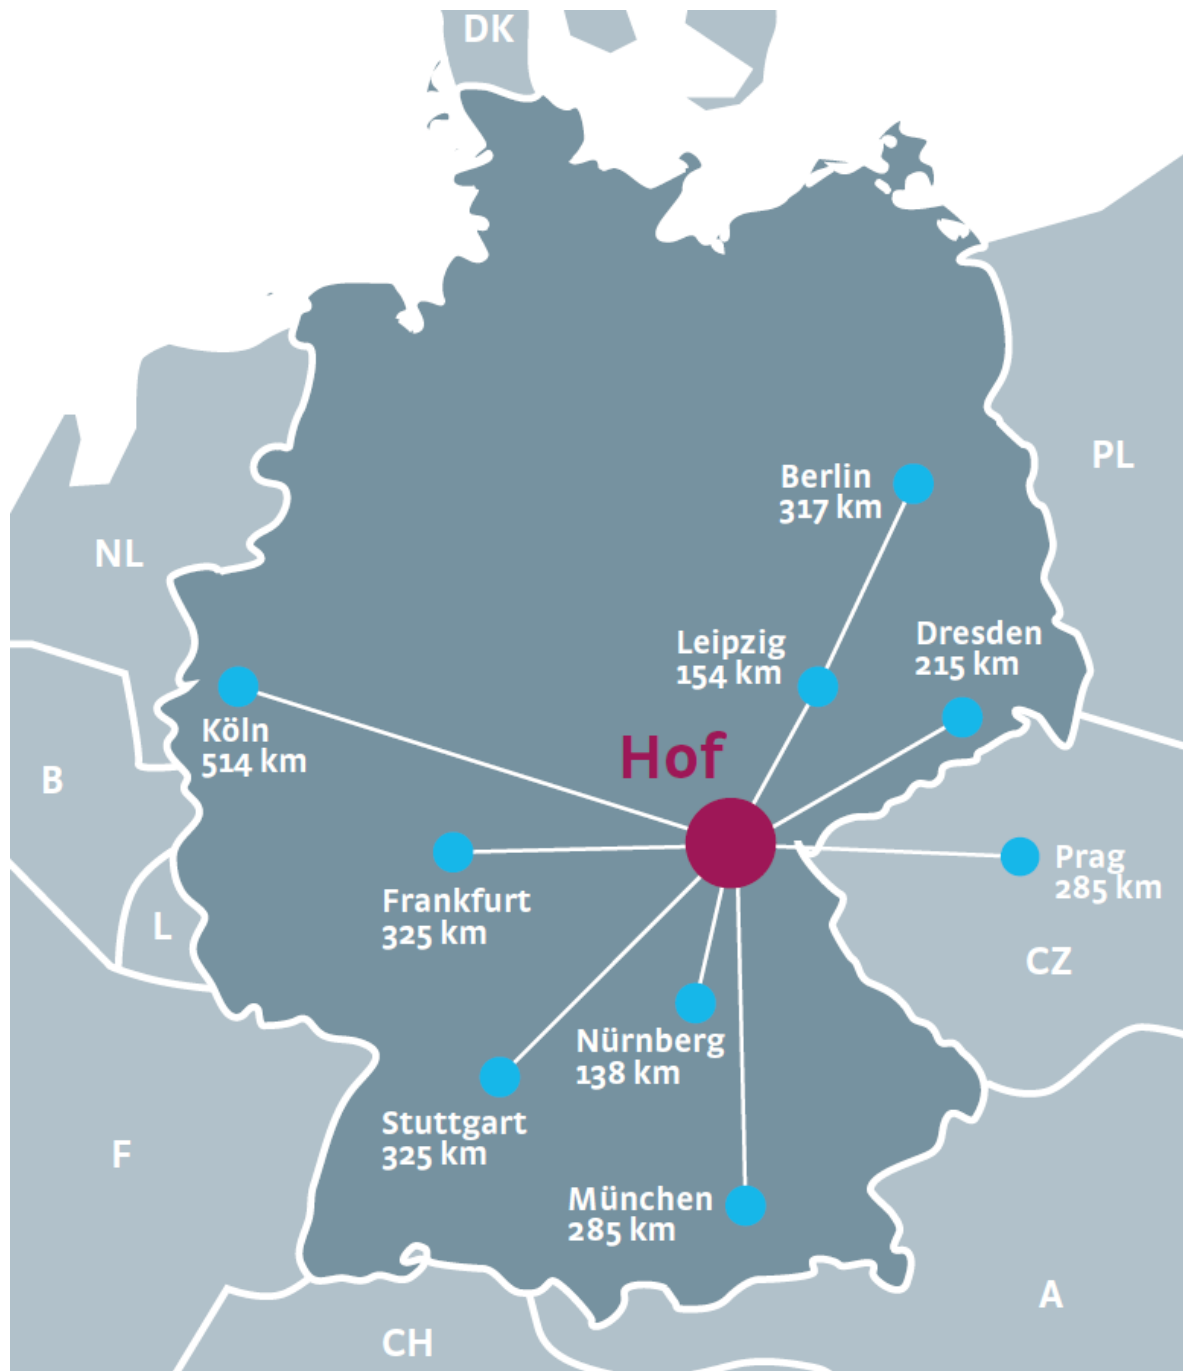 DK
PL
Berlin
317 km
NL
Leipzig
154 km
Dresden
215 km
Köln
514 km
Hof
B
Prag
285 km
Frankfurt
325 km
L
CZ
Nürnberg
138 km
Stuttgart
325 km
F
München
285 km
A
CH